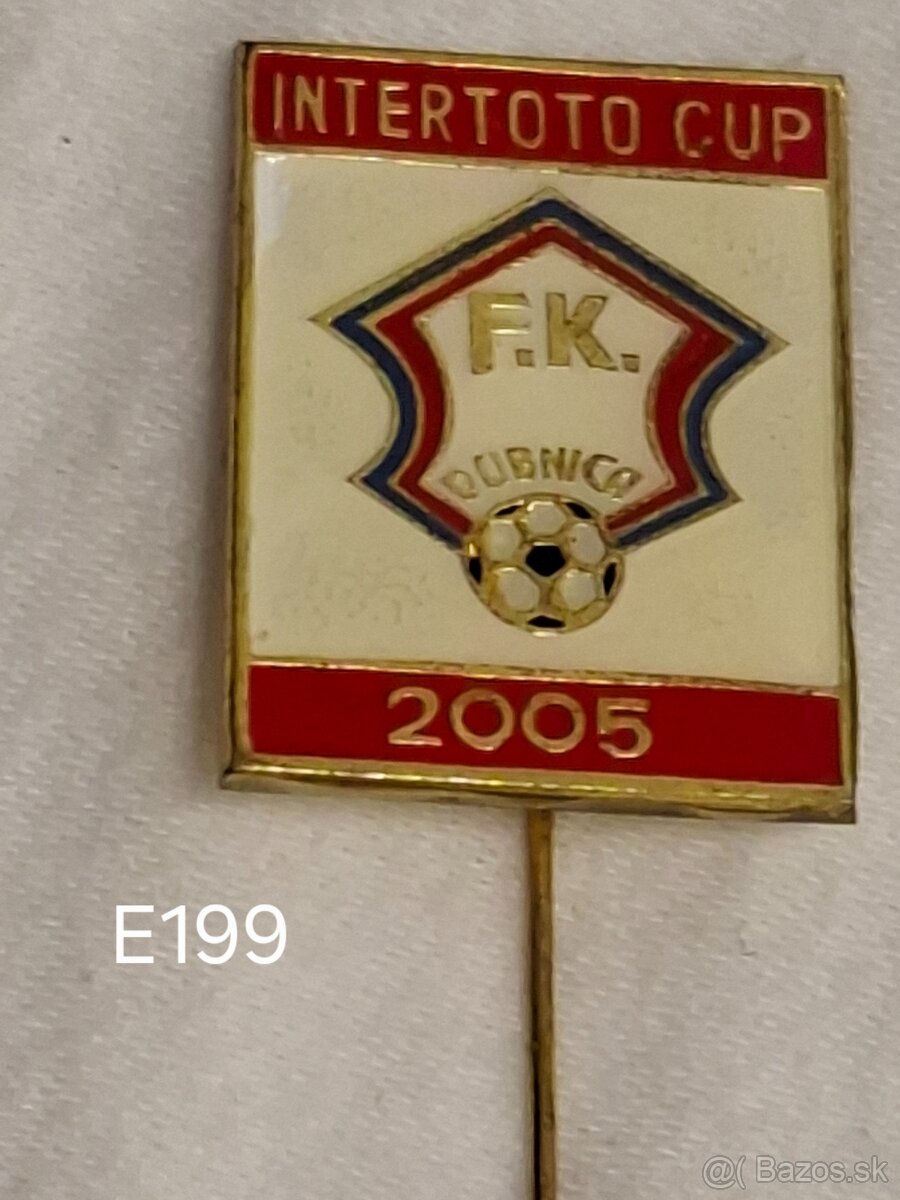 INTERTOTO CUP
F.K.
DUBNICA
2005
E199
@( Bazos.sk